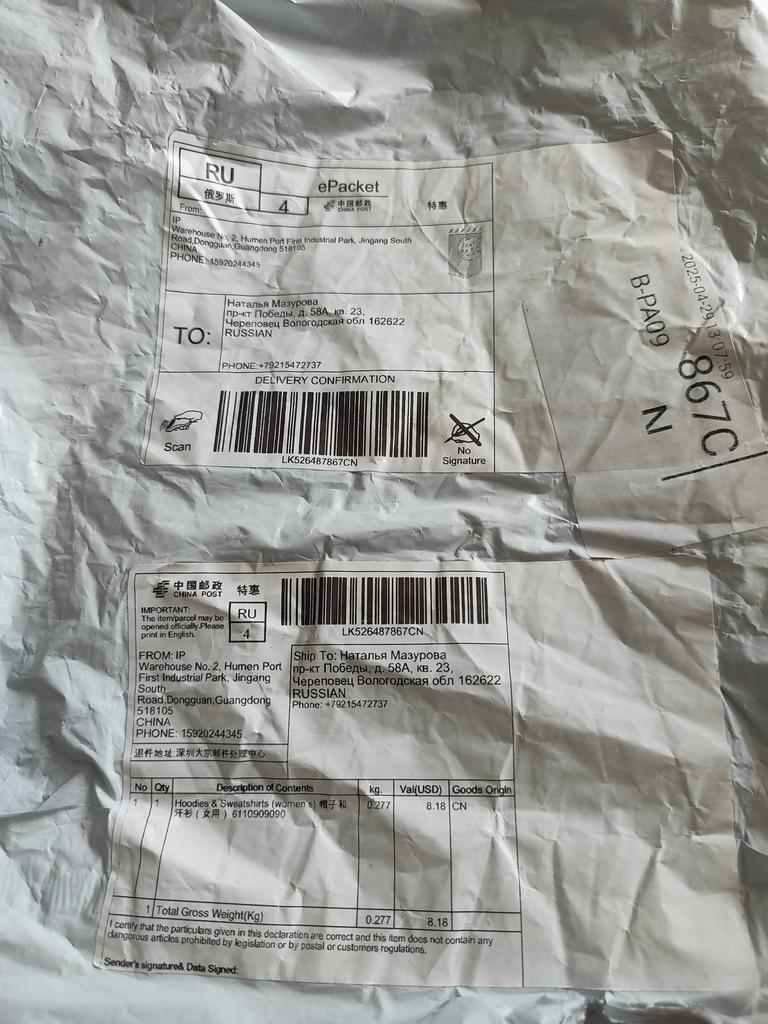 RU
俄罗斯
4
ePacket
中国邮政
CHINA POST
特惠
From:
IP
Warehouse No. 2, Humen Port First Industrial Park, Jingang South
Road,Dongguan,Guangdong 518105
CHINA
PHONE: 15920244345
TO:
Наталья Мазурова
пр-кт Победы, д. 58А, кв. 23,
Череповец Вологодская обл 162622
RUSSIAN
PHONE:+79215472737
DELIVERY CONFIRMATION
Scan
LK526487867CN
No
Signature
2025-04-29 13:07:59
B-PA09
867C
N
中国邮政
CHINA POST
特惠
IMPORTANT:
The item/parcel may be
opened officially.Please
print in English.
RU
4
LK526487867CN
FROM: IP
Warehouse No. 2, Humen Port
First Industrial Park, Jingang
South
Road,Dongguan,Guangdong
518105
CHINA
PHONE: 15920244345
退件地址:深圳大宗邮件处理中心
Ship To: Наталья Мазурова
пр-кт Победы, д. 58А, кв. 23,
Череповец Вологодская обл 162622
RUSSIAN
Phone: +79215472737
No Qty Description of Contents kg. Val(USD) Goods Origin
1 1 Hoodies & Sweatshirts (women's) 帽子和 0.277 8.18 CN
汗衫（女用）6110909090
1 Total Gross Weight(Kg) 0.277 8.18
I certify that the particulars given in this declaration are correct and this item does not contain any
dangerous articles prohibited by legislation or by postal or customers regulations.
Sender's signature& Data Signed: